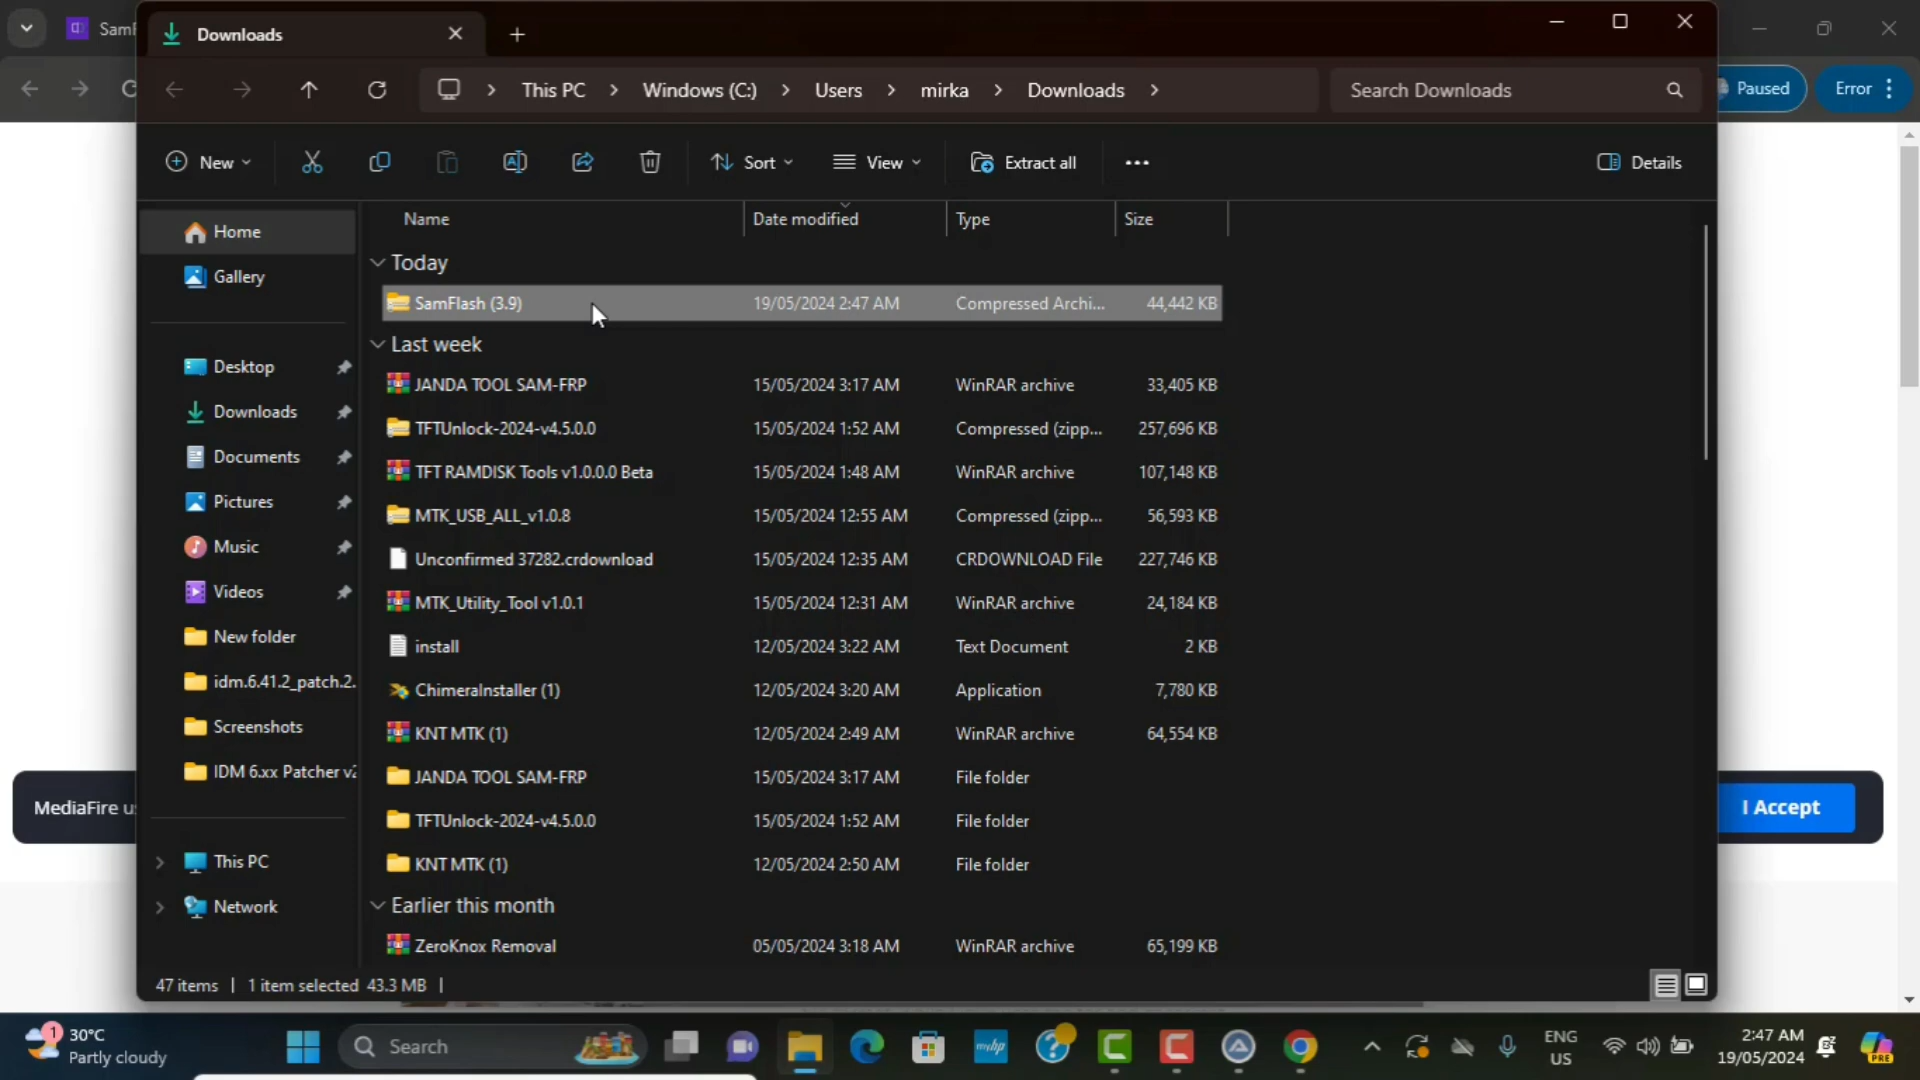 SamF
Downloads
This PC > Windows (C:) > Users > mirka > Downloads >
Search Downloads
Paused
Error
New
Sort
View
Extract all
Details
Name
Date modified
Type
Size
Home
Gallery
Desktop
Downloads
Documents
Pictures
Music
Videos
New folder
idm.6.41.2_patch.2.
Screenshots
IDM 6.xx Patcher v2
This PC
Network
Today
SamFlash (3.9) 19/05/2024 2:47 AM Compressed Archi... 44,442 KB
Last week
JANDA TOOL SAM-FRP 15/05/2024 3:17 AM WinRAR archive 33,405 KB
TFTUnlock-2024-v4.5.0.0 15/05/2024 1:52 AM Compressed (zipp... 257,696 KB
TFT RAMDISK Tools v1.0.0.0 Beta 15/05/2024 1:48 AM WinRAR archive 107,148 KB
MTK_USB_ALL_v1.0.8 15/05/2024 12:55 AM Compressed (zipp... 56,593 KB
Unconfirmed 37282.crdownload 15/05/2024 12:35 AM CRDOWNLOAD File 227,746 KB
MTK_Utility_Tool v1.0.1 15/05/2024 12:31 AM WinRAR archive 24,184 KB
install 12/05/2024 3:22 AM Text Document 2 KB
ChimeraInstaller (1) 12/05/2024 3:20 AM Application 7,780 KB
KNT MTK (1) 12/05/2024 2:49 AM WinRAR archive 64,554 KB
JANDA TOOL SAM-FRP 15/05/2024 3:17 AM File folder
TFTUnlock-2024-v4.5.0.0 15/05/2024 1:52 AM File folder
KNT MTK (1) 12/05/2024 2:50 AM File folder
Earlier this month
ZeroKnox Removal 05/05/2024 3:18 AM WinRAR archive 65,199 KB
MediaFire u
I Accept
47 items | 1 item selected 43.3 MB |
1
30°C
Partly cloudy
Search
myhp
ENG
US
2:47 AM
19/05/2024
PRE